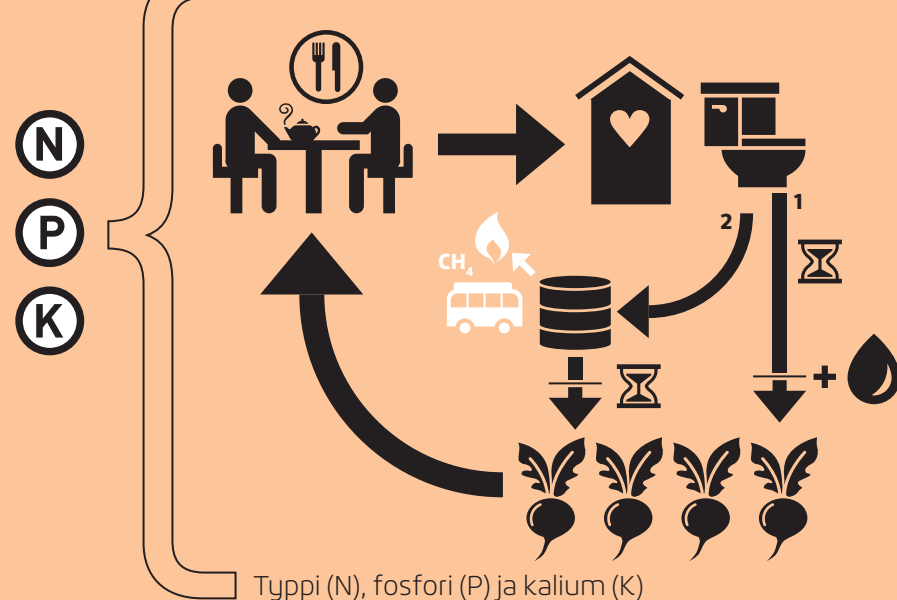 N
P
K
1
2
CH₄
+
Typpi (N), fosfori (P) ja kalium (K)